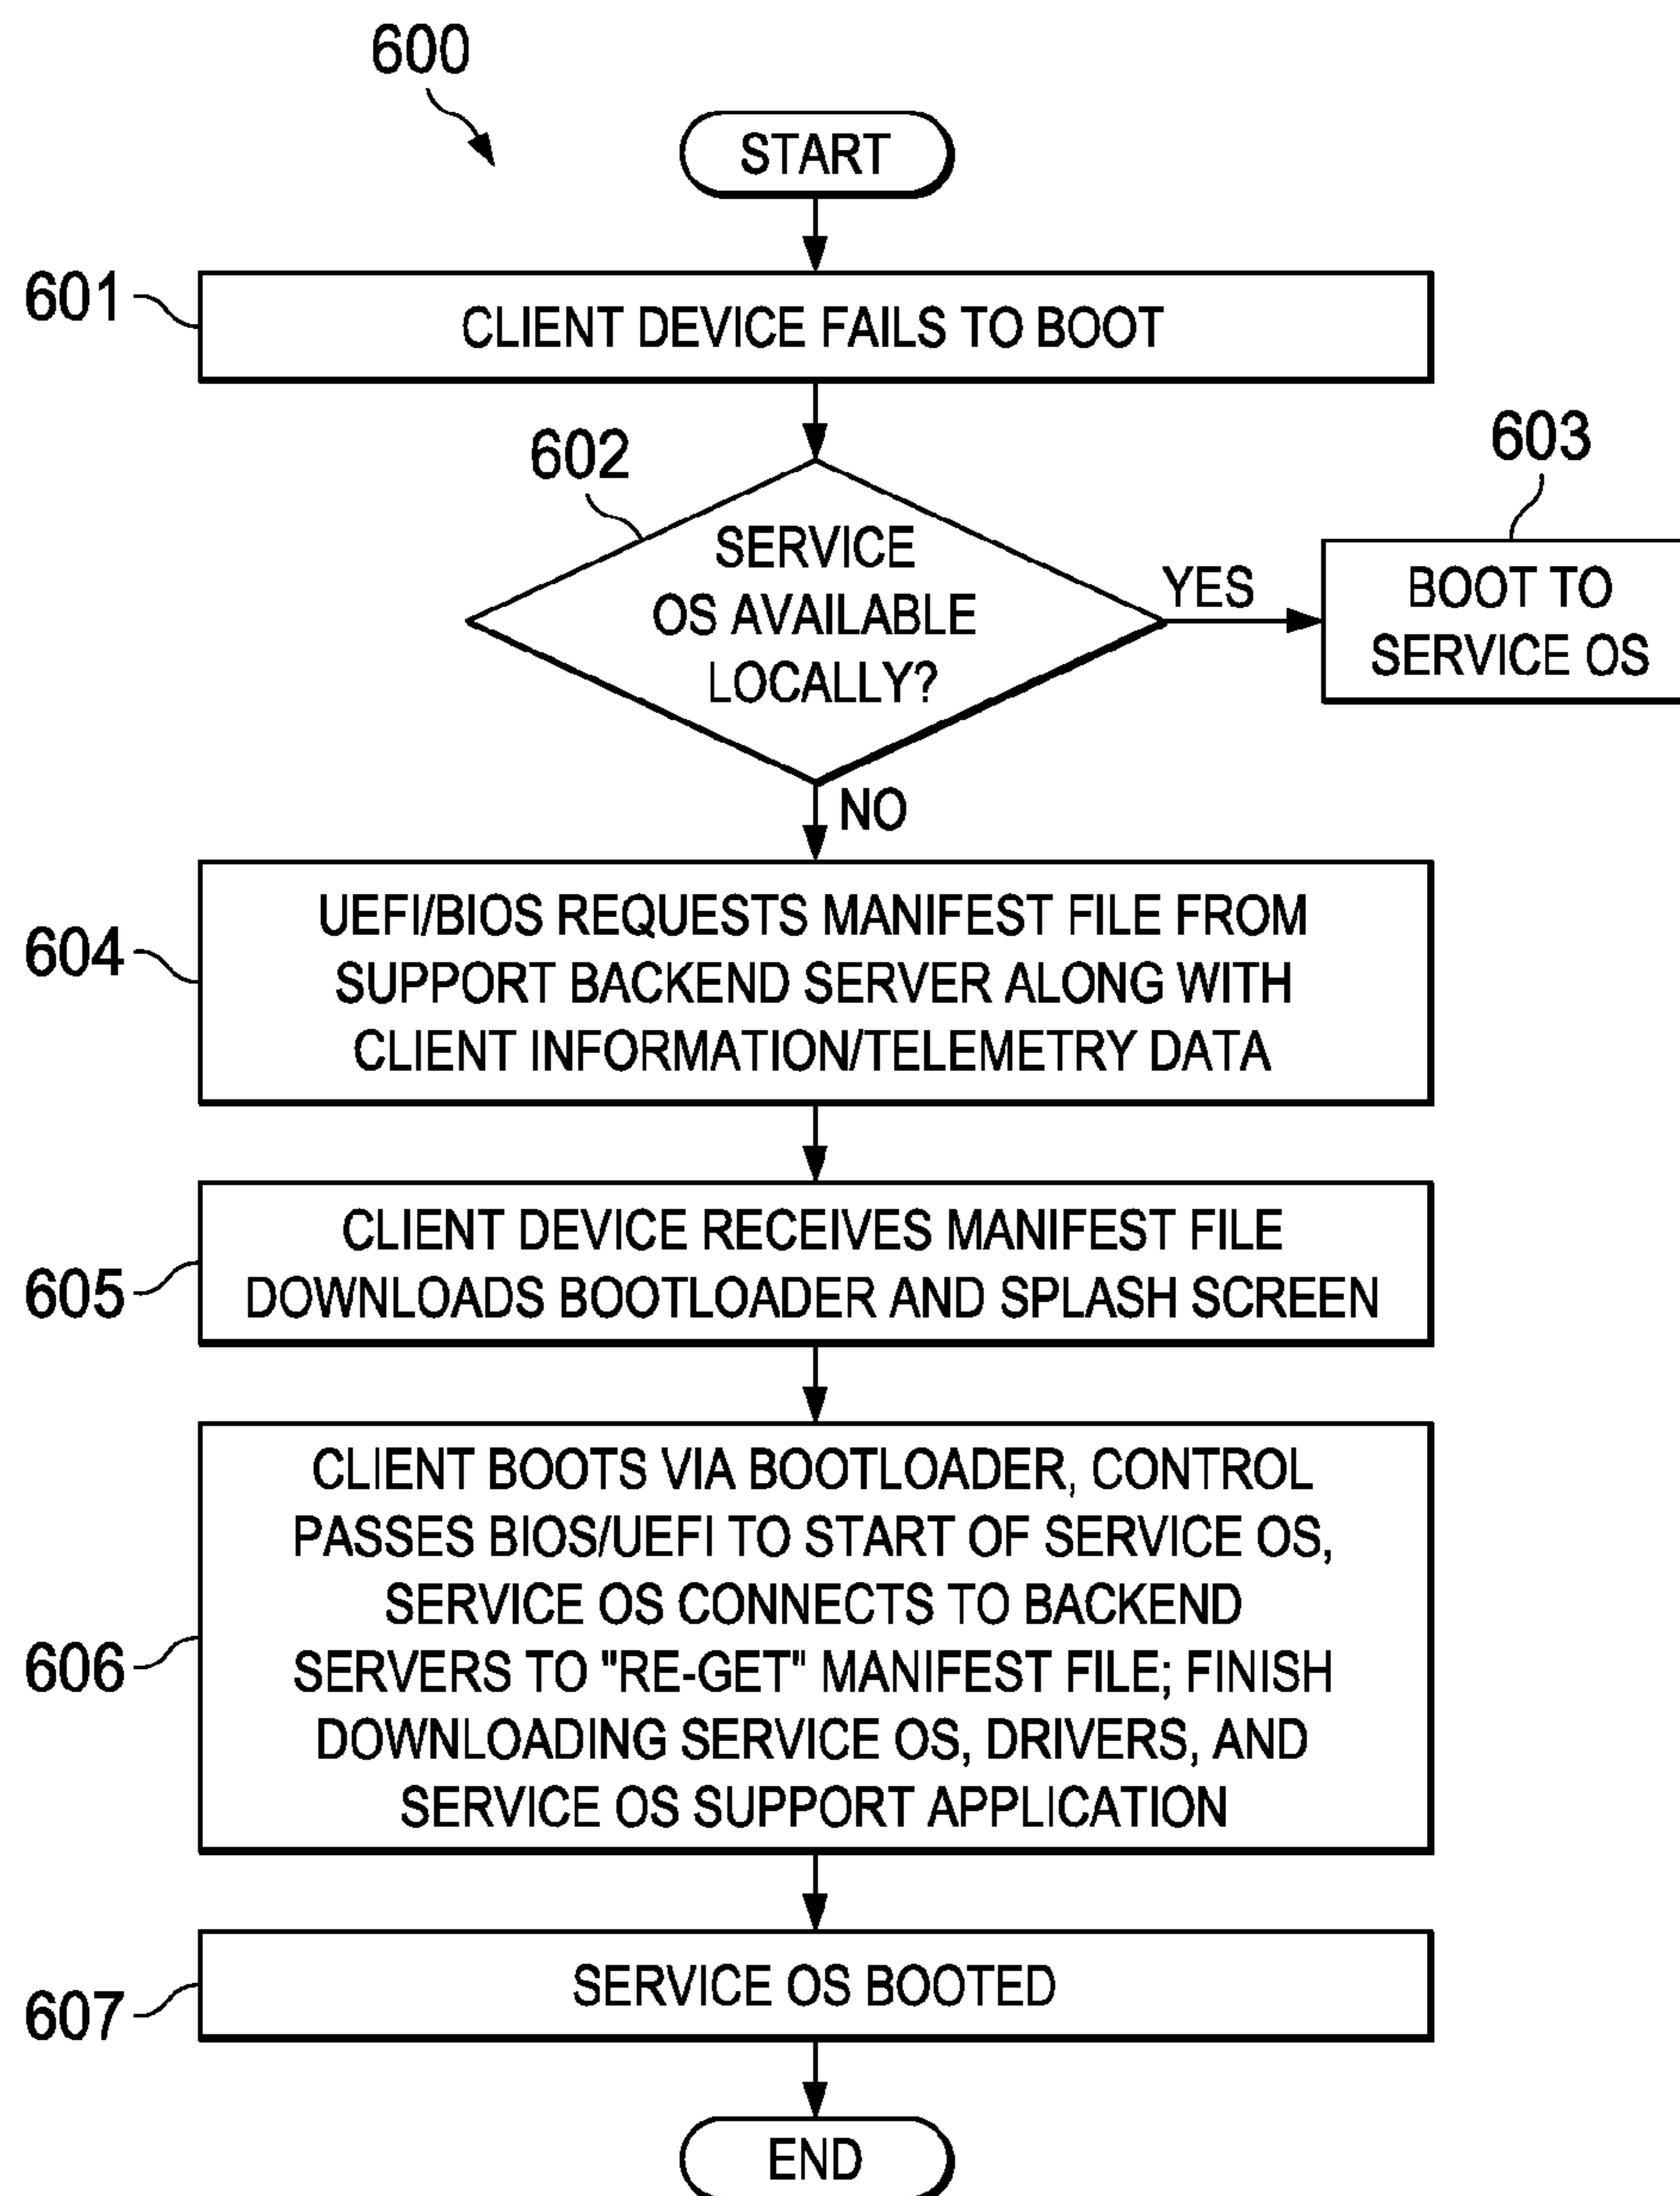 600
START
601
CLIENT DEVICE FAILS TO BOOT
602
SERVICE
OS AVAILABLE
LOCALLY?
YES
603
BOOT TO
SERVICE OS
NO
604
UEFI/BIOS REQUESTS MANIFEST FILE FROM
SUPPORT BACKEND SERVER ALONG WITH
CLIENT INFORMATION/TELEMETRY DATA
605
CLIENT DEVICE RECEIVES MANIFEST FILE
DOWNLOADS BOOTLOADER AND SPLASH SCREEN
606
CLIENT BOOTS VIA BOOTLOADER, CONTROL
PASSES BIOS/UEFI TO START OF SERVICE OS,
SERVICE OS CONNECTS TO BACKEND
SERVERS TO "RE-GET" MANIFEST FILE; FINISH
DOWNLOADING SERVICE OS, DRIVERS, AND
SERVICE OS SUPPORT APPLICATION
607
SERVICE OS BOOTED
END